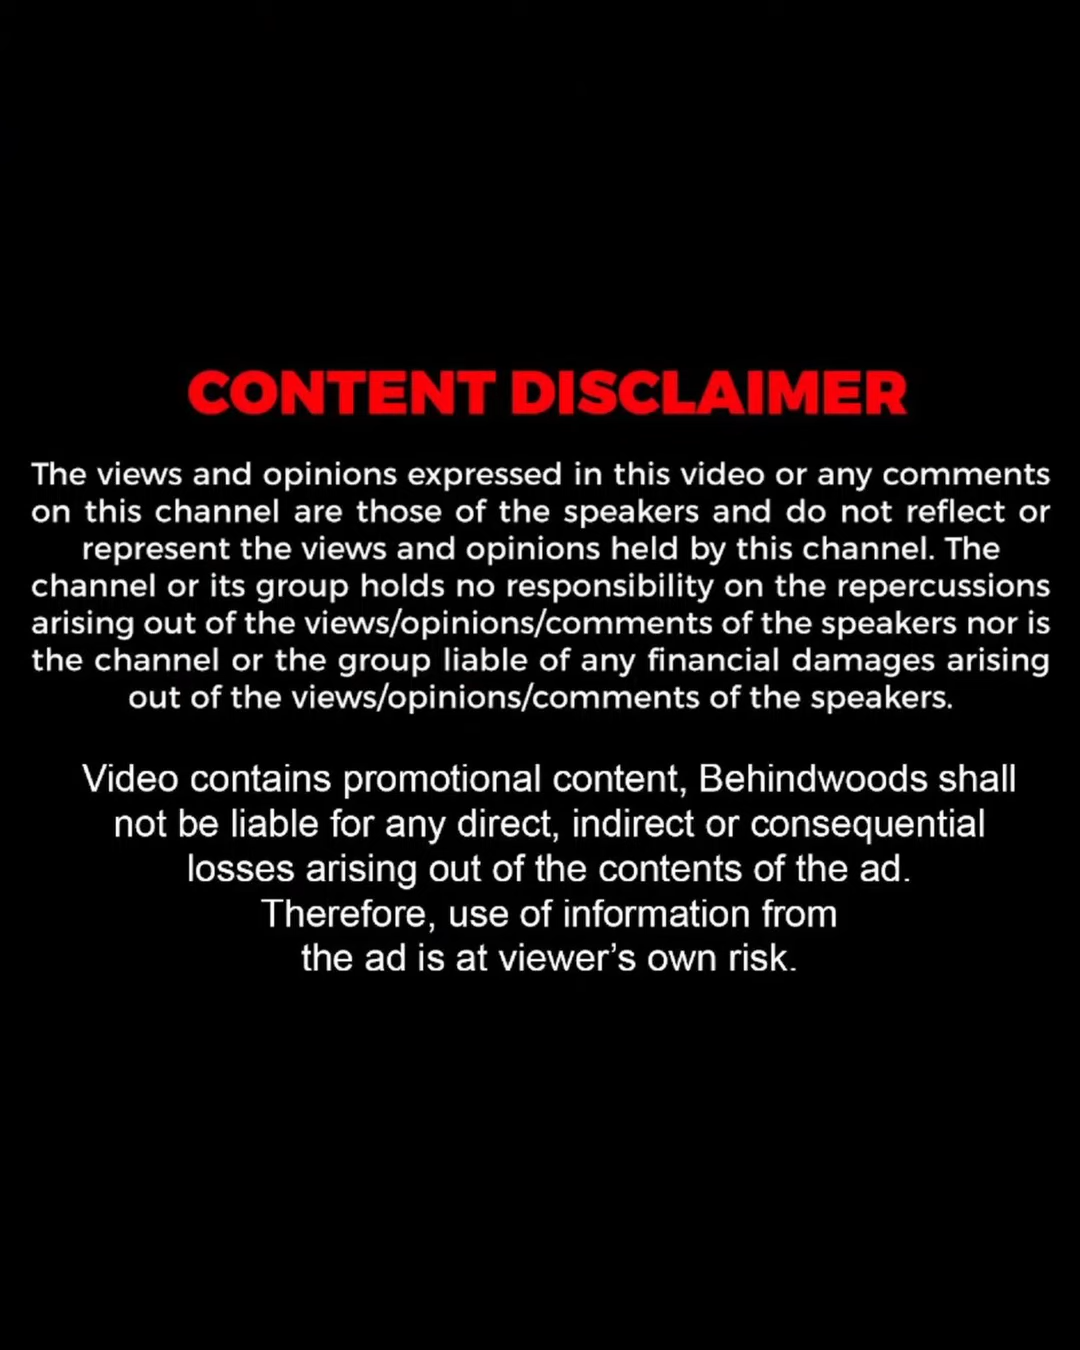 CONTENT DISCLAIMER
The views and opinions expressed in this video or any comments
on this channel are those of the speakers and do not reflect or
represent the views and opinions held by this channel. The
channel or its group holds no responsibility on the repercussions
arising out of the views/opinions/comments of the speakers nor is
the channel or the group liable of any financial damages arising
out of the views/opinions/comments of the speakers.
Video contains promotional content, Behindwoods shall
not be liable for any direct, indirect or consequential
losses arising out of the contents of the ad.
Therefore, use of information from
the ad is at viewer’s own risk.